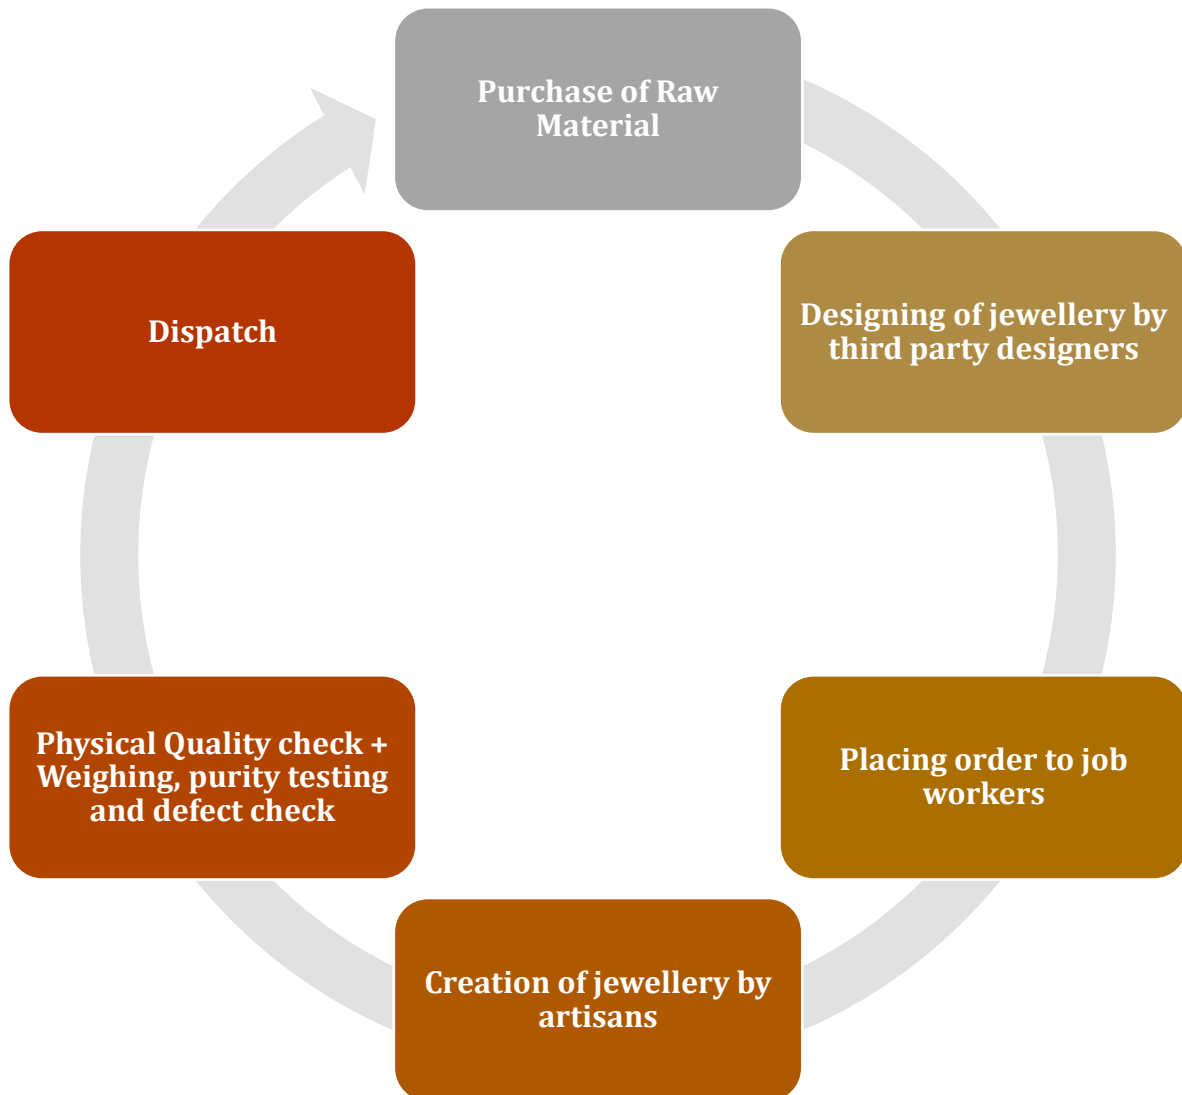 Purchase of Raw
Material
Designing of jewellery by
third party designers
Placing order to job
workers
Creation of jewellery by
artisans
Physical Quality check +
Weighing, purity testing
and defect check
Dispatch